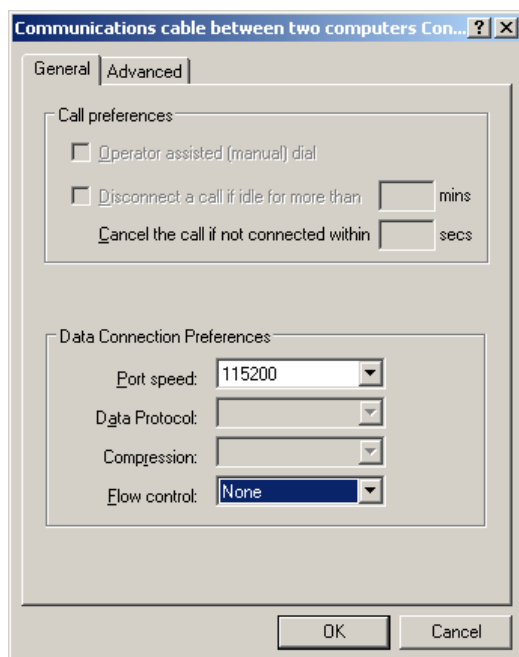 Communications cable between two computers Con...
General Advanced
Call preferences
Operator assisted (manual) dial
Disconnect a call if idle for more than mins
Cancel the call if not connected within secs
Data Connection Preferences
Port speed: 115200
Data Protocol:
Compression:
Flow control: None
OK Cancel